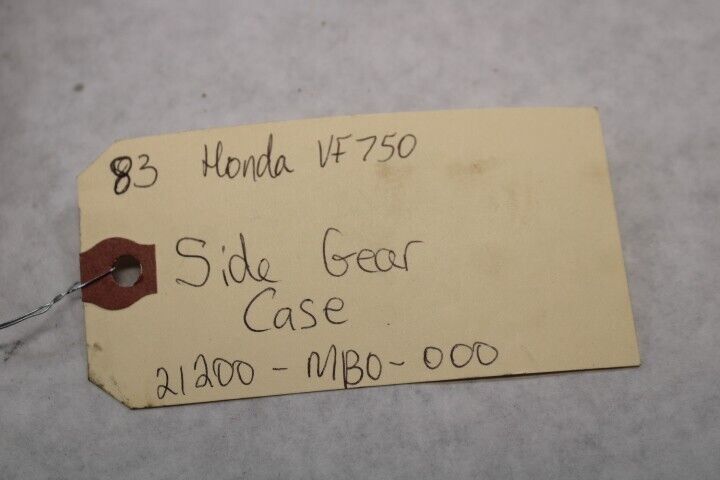 83 Honda VF750
Side Gear
Case
21200-MB0-000